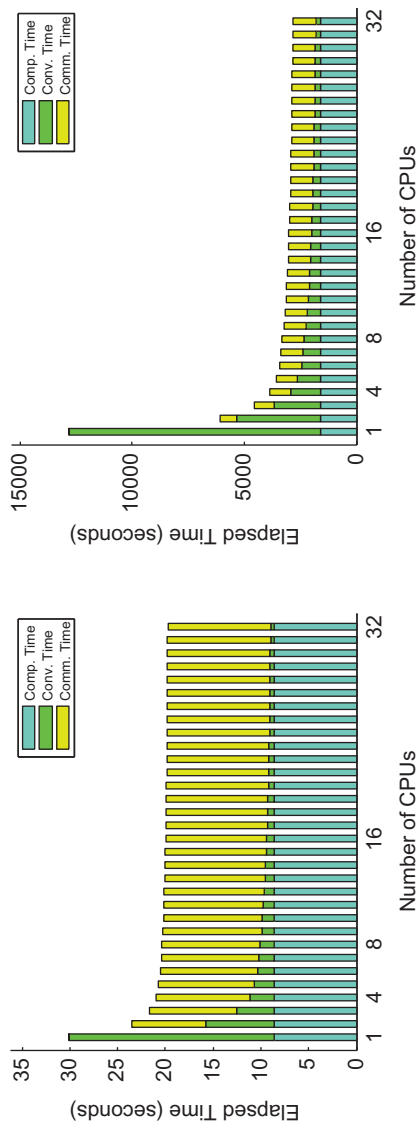 35
30
25
20
15
10
5
0
Elapsed Time (seconds)
1
4
8
16
32
Number of CPUs
Comp. Time
Conv. Time
Comm. Time
15000
10000
5000
0
Elapsed Time (seconds)
1
4
8
16
32
Number of CPUs
Comp. Time
Conv. Time
Comm. Time